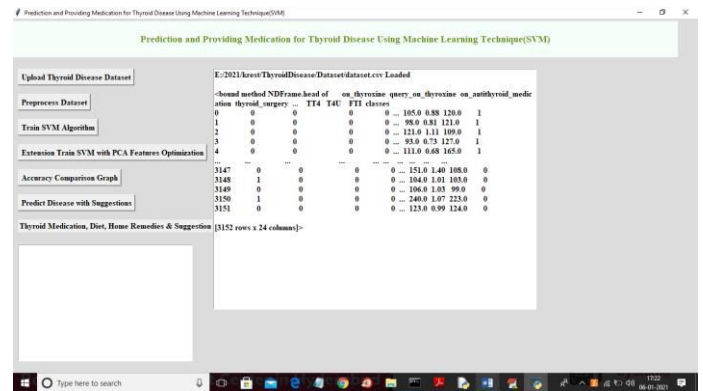 Prediction and Providing Medication for Thyroid Disease Using Machine Learning Technique(SVM)
Prediction and Providing Medication for Thyroid Disease Using Machine Learning Technique(SVM)
Upload Thyroid Disease Dataset
Preprocess Dataset
Train SVM Algorithm
Extension Train SVM with PCA Features Optimization
Accuracy Comparison Graph
Predict Disease with Suggestions
Thyroid Medication, Diet, Home Remedies & Suggestion
E:/2021/krest/ThyroidDisease/Dataset/dataset.csv Loaded
<bound method NDFrame.head of on_thyroxine query_on_thyroxine on_antithyroid_medic
ation thyroid_surgery ... TT4 T4U FTI classes
0 0 0 0 0 ... 105.0 0.88 120.0 1
1 0 0 0 0 ... 98.0 0.81 121.0 1
2 0 0 0 0 ... 121.0 1.11 109.0 1
3 0 0 0 0 ... 93.0 0.73 127.0 1
4 0 0 0 0 ... 111.0 0.68 165.0 1
... ... ... ... ... ... ... ... ... ...
3147 0 0 0 0 ... 151.0 1.40 108.0 0
3148 1 0 0 0 ... 104.0 1.01 103.0 0
3149 0 0 0 0 ... 106.0 1.03 99.0 0
3150 1 0 0 0 ... 240.0 1.07 223.0 0
3151 0 0 0 0 ... 123.0 0.99 124.0 0
[3152 rows x 24 columns]>
Type here to search
17:22
06-01-2021